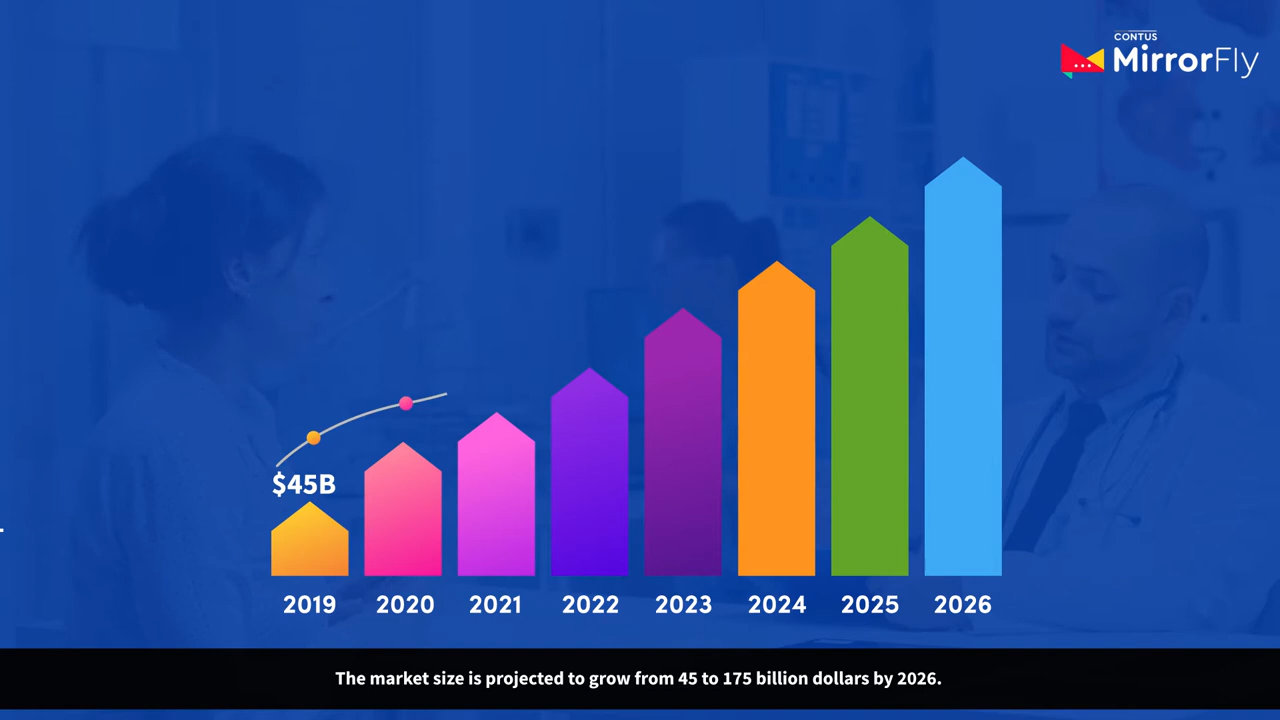 CONTUS
MirrorFly
$45B
2019 2020 2021 2022 2023 2024 2025 2026
The market size is projected to grow from 45 to 175 billion dollars by 2026.